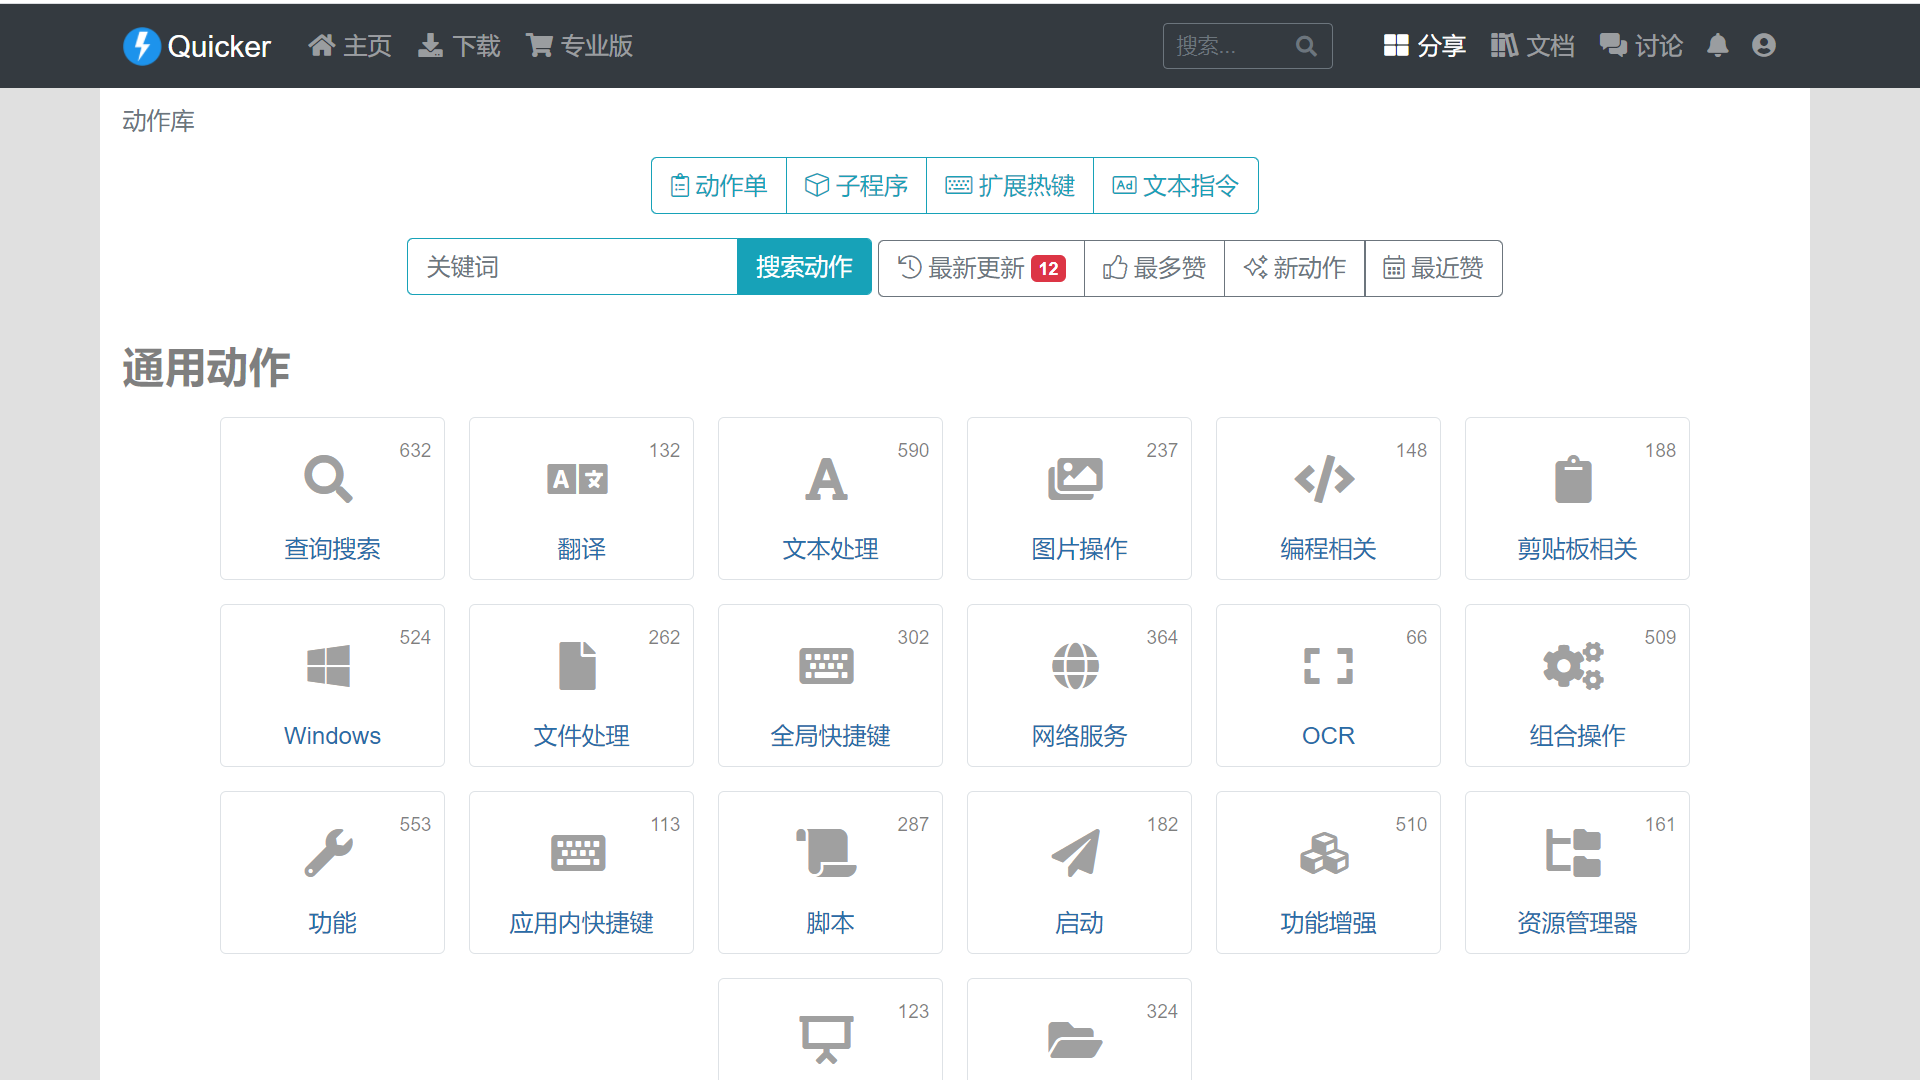 Quicker 主页 下载 专业版 搜索... 分享 文档 讨论
动作库
动作单 子程序 扩展热键 Ad 文本指令
关键词 搜索动作 最新更新 12 最多赞 新动作 最近赞
通用动作
632 132 590 237 148 188
查询搜索 翻译 文本处理 图片操作 编程相关 剪贴板相关
524 262 302 364 66 509
Windows 文件处理 全局快捷键 网络服务 OCR 组合操作
553 113 287 182 510 161
功能 应用内快捷键 脚本 启动 功能增强 资源管理器
123 324